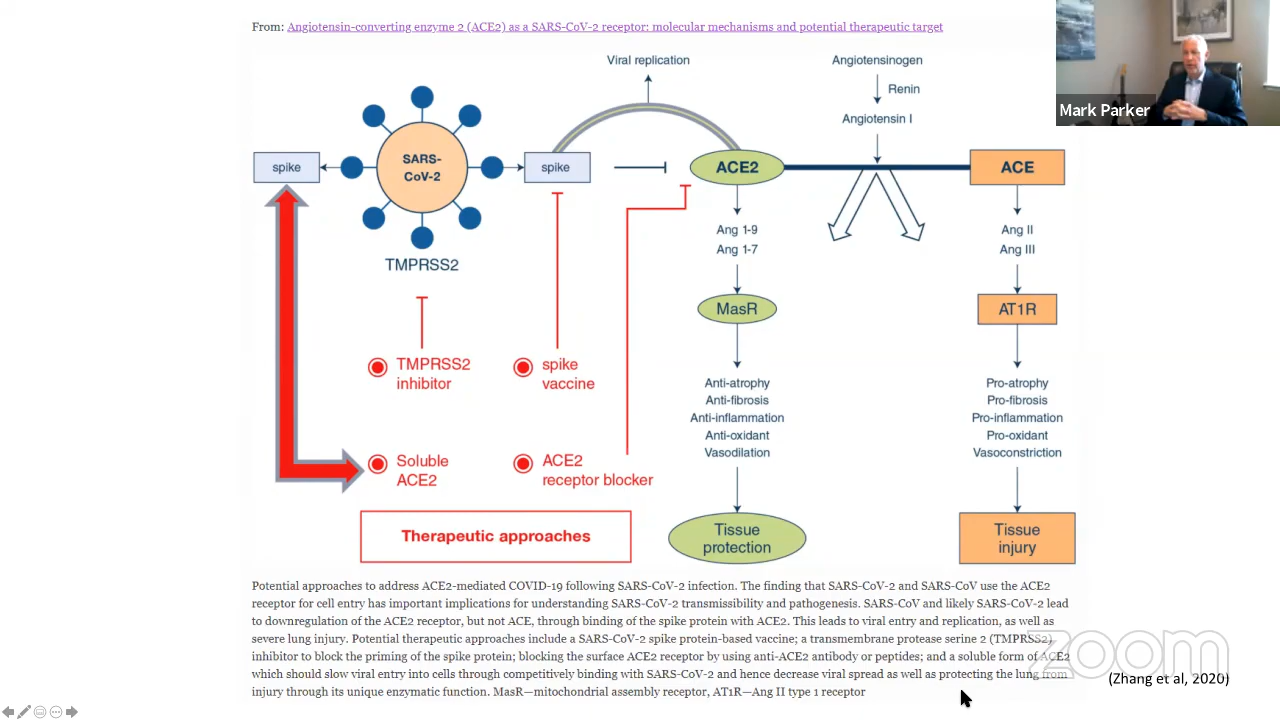 From: Angiotensin-converting enzyme 2 (ACE2) as a SARS-CoV-2 receptor: molecular mechanisms and potential therapeutic target
Mark Parker
Viral replication
Angiotensinogen
Renin
Angiotensin I
spike
SARS-
CoV-2
spike
ACE2
ACE
TMPRSS2
Ang 1-9
Ang 1-7
Ang II
Ang III
MasR
AT1R
TMPRSS2
inhibitor
spike
vaccine
Anti-atrophy
Anti-fibrosis
Anti-inflammation
Anti-oxidant
Vasodilation
Pro-atrophy
Pro-fibrosis
Pro-inflammation
Pro-oxidant
Vasoconstriction
Soluble
ACE2
ACE2
receptor blocker
Therapeutic approaches
Tissue
protection
Tissue
injury
Potential approaches to address ACE2-mediated COVID-19 following SARS-CoV-2 infection. The finding that SARS-CoV-2 and SARS-CoV use the ACE2
receptor for cell entry has important implications for understanding SARS-CoV-2 transmissibility and pathogenesis. SARS-CoV and likely SARS-CoV-2 lead
to downregulation of the ACE2 receptor, but not ACE, through binding of the spike protein with ACE2. This leads to viral entry and replication, as well as
severe lung injury. Potential therapeutic approaches include a SARS-CoV-2 spike protein-based vaccine; a transmembrane protease serine 2 (TMPRSS2)
inhibitor to block the priming of the spike protein; blocking the surface ACE2 receptor by using anti-ACE2 antibody or peptides; and a soluble form of ACE2
which should slow viral entry into cells through competitively binding with SARS-CoV-2 and hence decrease viral spread as well as protecting the lung from
injury through its unique enzymatic function. MasR—mitochondrial assembly receptor, AT1R—Ang II type 1 receptor
zoom
(Zhang et al, 2020)